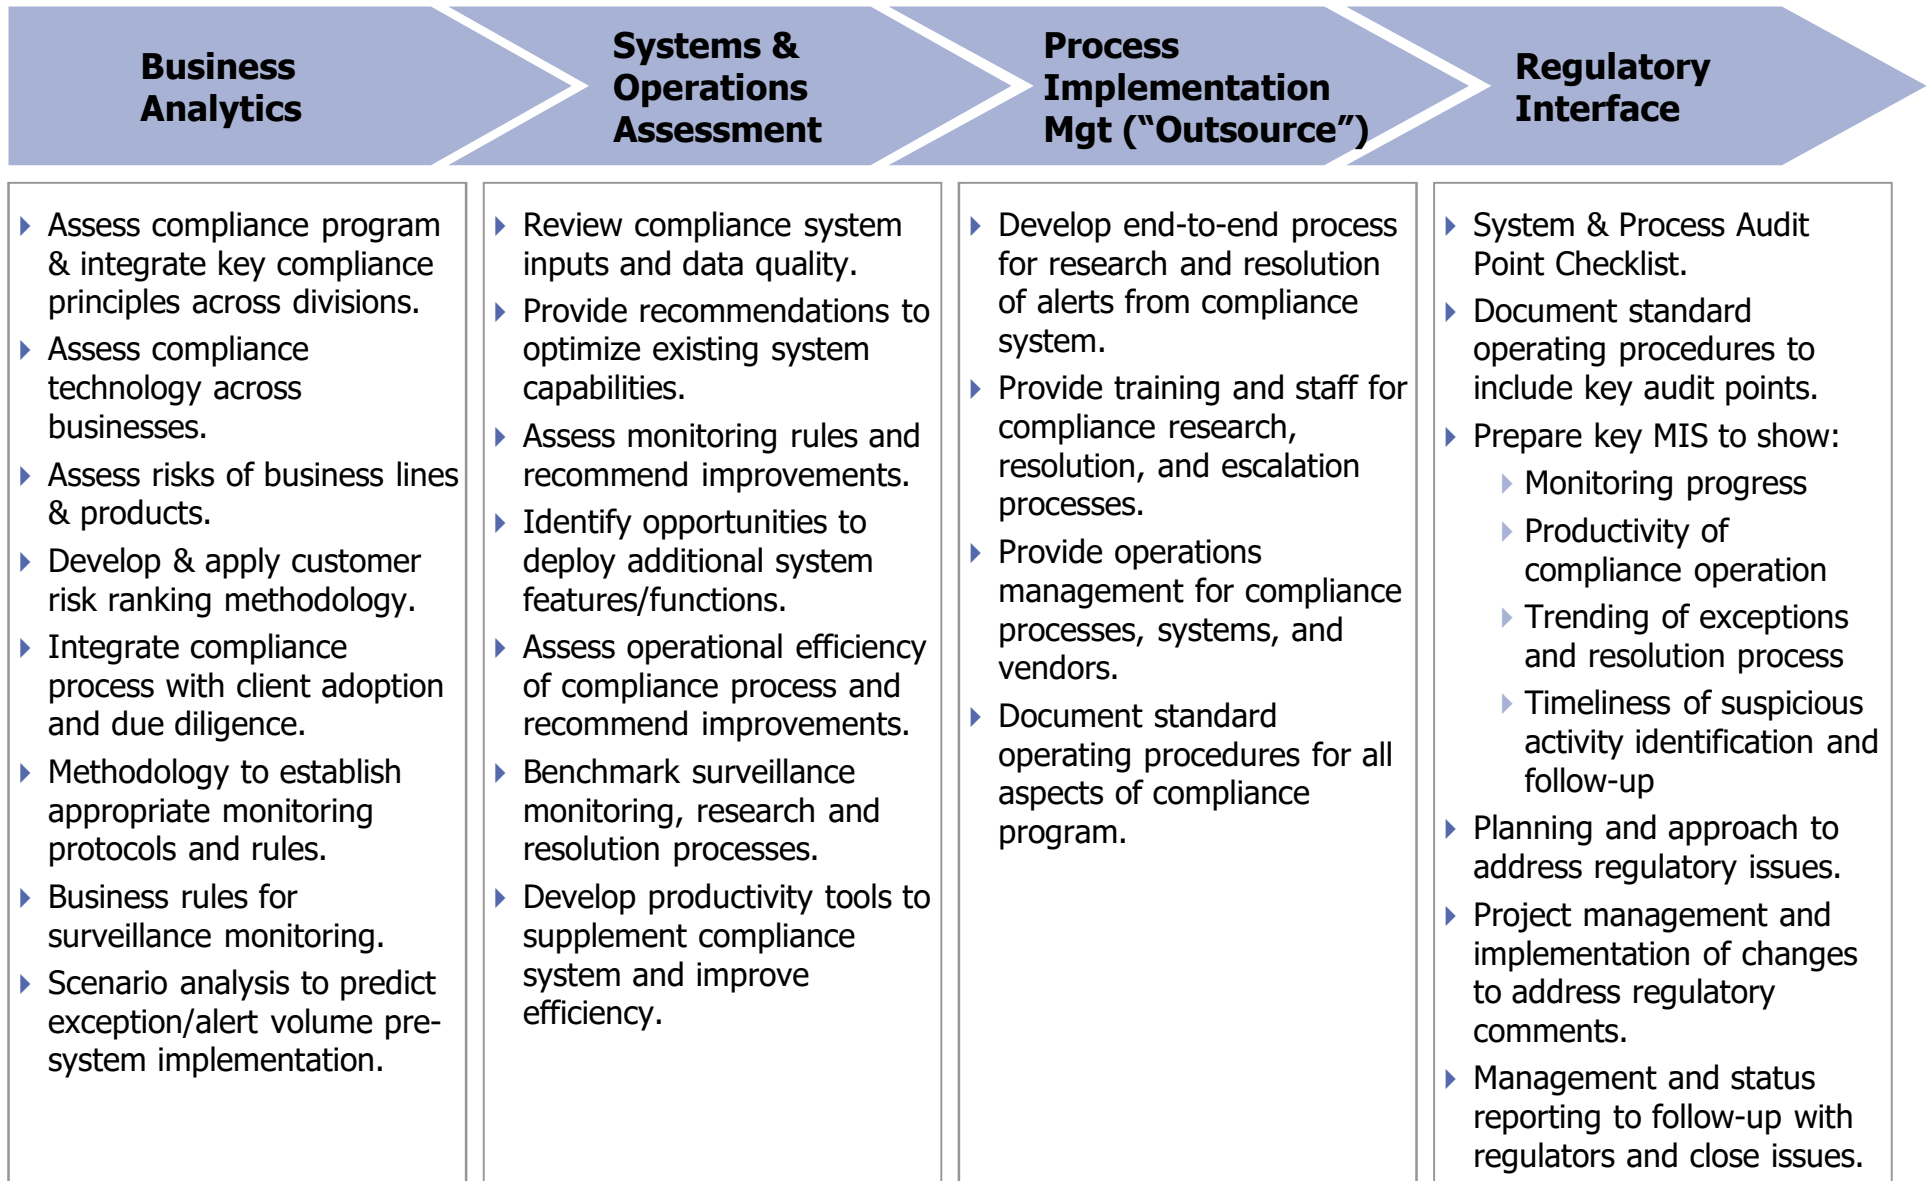 Business
Analytics
Systems &
Operations
Assessment
Process
Implementation
Mgt (“Outsource”)
Regulatory
Interface
Assess compliance program
& integrate key compliance
principles across divisions.
Assess compliance
technology across
businesses.
Assess risks of business lines
& products.
Develop & apply customer
risk ranking methodology.
Integrate compliance
process with client adoption
and due diligence.
Methodology to establish
appropriate monitoring
protocols and rules.
Business rules for
surveillance monitoring.
Scenario analysis to predict
exception/alert volume pre-
system implementation.
Review compliance system
inputs and data quality.
Provide recommendations to
optimize existing system
capabilities.
Assess monitoring rules and
recommend improvements.
Identify opportunities to
deploy additional system
features/functions.
Assess operational efficiency
of compliance process and
recommend improvements.
Benchmark surveillance
monitoring, research and
resolution processes.
Develop productivity tools to
supplement compliance
system and improve
efficiency.
Develop end-to-end process
for research and resolution
of alerts from compliance
system.
Provide training and staff for
compliance research,
resolution, and escalation
processes.
Provide operations
management for compliance
processes, systems, and
vendors.
Document standard
operating procedures for all
aspects of compliance
program.
System & Process Audit
Point Checklist.
Document standard
operating procedures to
include key audit points.
Prepare key MIS to show:
Monitoring progress
Productivity of
compliance operation
Trending of exceptions
and resolution process
Timeliness of suspicious
activity identification and
follow-up
Planning and approach to
address regulatory issues.
Project management and
implementation of changes
to address regulatory
comments.
Management and status
reporting to follow-up with
regulators and close issues.